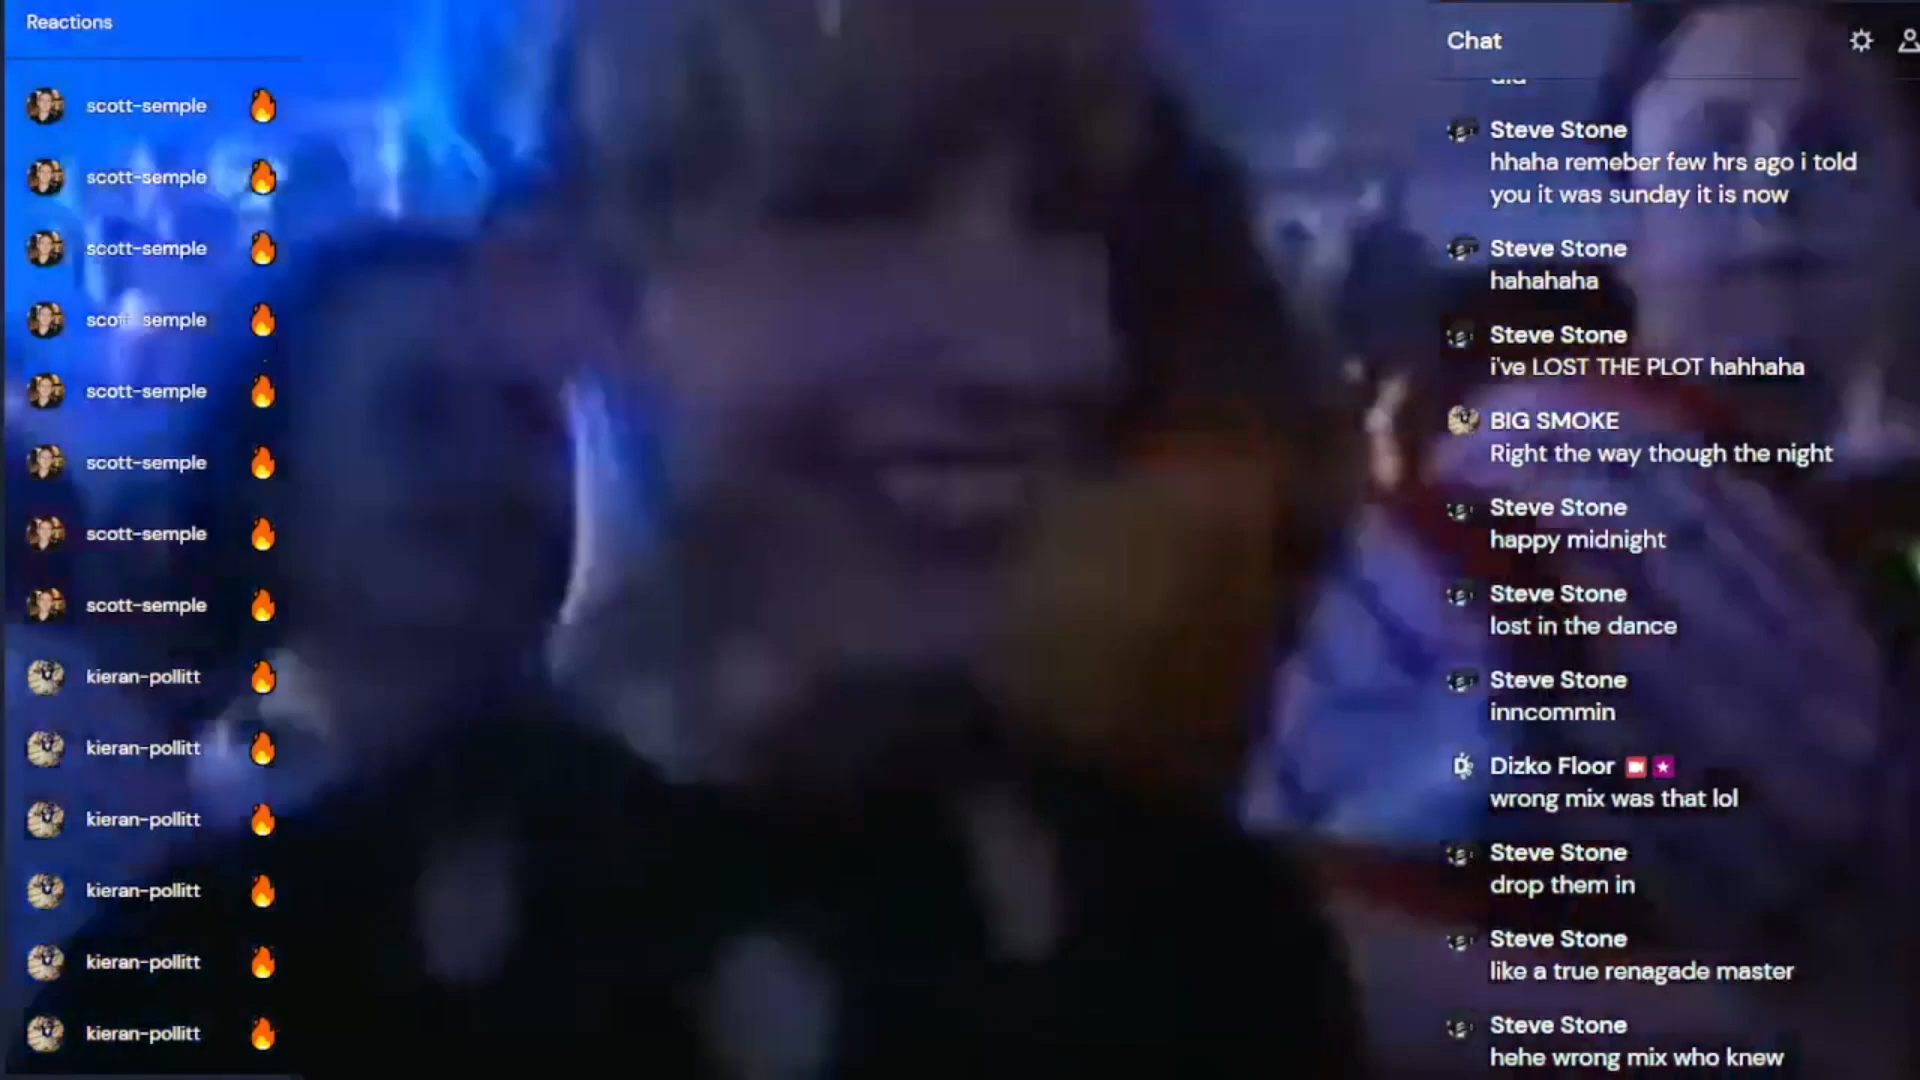 Reactions
scott-semple
scott-semple
scott-semple
scott-semple
scott-semple
scott-semple
scott-semple
scott-semple
kieran-pollitt
kieran-pollitt
kieran-pollitt
kieran-pollitt
kieran-pollitt
kieran-pollitt
Chat
Steve Stone
hhaha remeber few hrs ago i told
you it was sunday it is now
Steve Stone
hahahaha
Steve Stone
i've LOST THE PLOT hahhaha
BIG SMOKE
Right the way though the night
Steve Stone
happy midnight
Steve Stone
lost in the dance
Steve Stone
inncommin
Dizko Floor
wrong mix was that lol
Steve Stone
drop them in
Steve Stone
like a true renagade master
Steve Stone
hehe wrong mix who knew